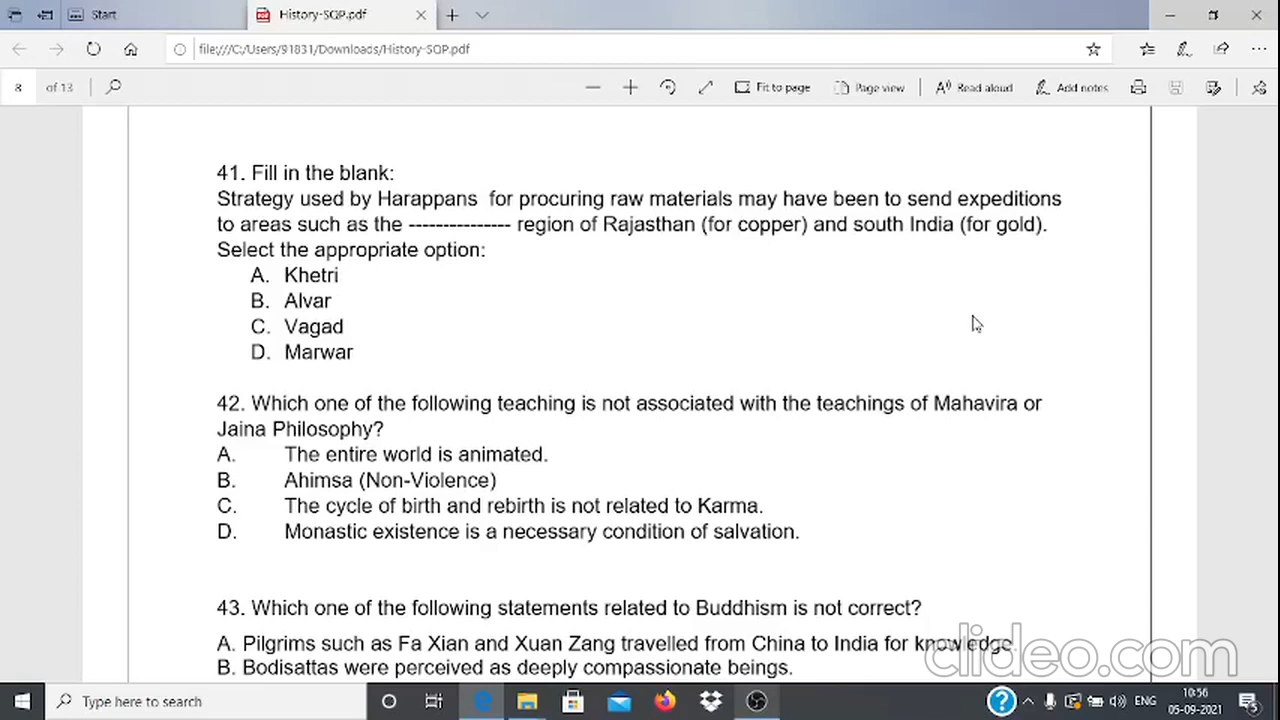 Start
History-SQP.pdf
file:///C:/Users/91831/Downloads/History-SQP.pdf
8 of 13
Fit to page
Page view
Read aloud
Add notes
41. Fill in the blank:
Strategy used by Harappans for procuring raw materials may have been to send expeditions
to areas such as the --------------- region of Rajasthan (for copper) and south India (for gold).
Select the appropriate option:
A. Khetri
B. Alvar
C. Vagad
D. Marwar
42. Which one of the following teaching is not associated with the teachings of Mahavira or
Jaina Philosophy?
A. The entire world is animated.
B. Ahimsa (Non-Violence)
C. The cycle of birth and rebirth is not related to Karma.
D. Monastic existence is a necessary condition of salvation.
43. Which one of the following statements related to Buddhism is not correct?
A. Pilgrims such as Fa Xian and Xuan Zang travelled from China to India for knowledge.
B. Bodisattas were perceived as deeply compassionate beings.
clideo.com
Type here to search
ENG
10:56
05-09-2021
5